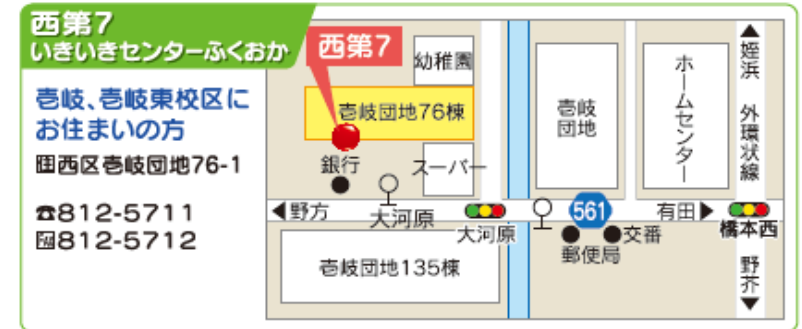 西第7
いきいきセンターふくおか
壱岐、壱岐東校区に
お住まいの方
住西区壱岐団地76-1
☎812-5711
FAX812-5712
西第7
幼稚園
壱岐団地76棟
銀行
スーパー
◀野方
大河原
大河原
壱岐団地135棟
壱岐
団地
ホームセンター
561
有田▶
郵便局
交番
橋本西
▲姪浜
外環状線
野芥▼